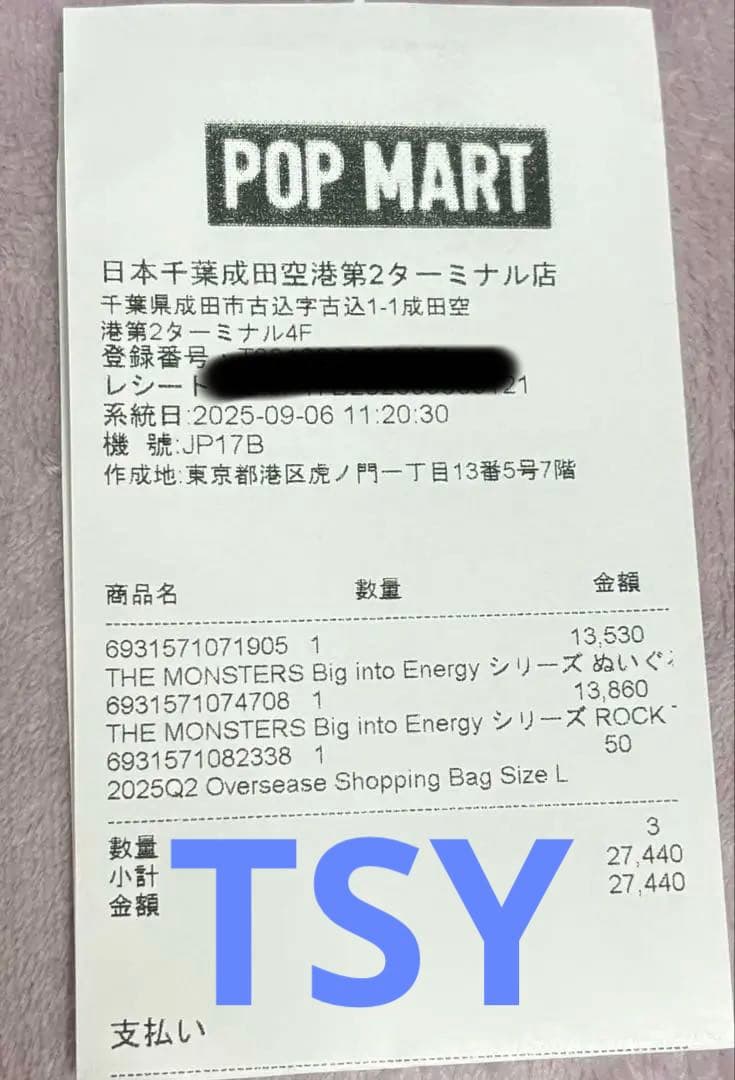 POP MART
日本千葉成田空港第2ターミナル店
千葉県成田市古込字古込1-1成田空
港第2ターミナル4F
登録番号
レシート
系統日:2025-09-06 11:20:30
機 號:JP17B
作成地:東京都港区虎ノ門一丁目13番5号7階
商品名 数量 金額
6931571071905 1 13,530
THE MONSTERS Big into Energy シリーズ ぬいぐ
6931571074708 1 13,860
THE MONSTERS Big into Energy シリーズ ROCK
6931571082338 1 50
2025Q2 Oversease Shopping Bag Size L
数量 3
小計 27,440
金額 27,440
TSY
支払い